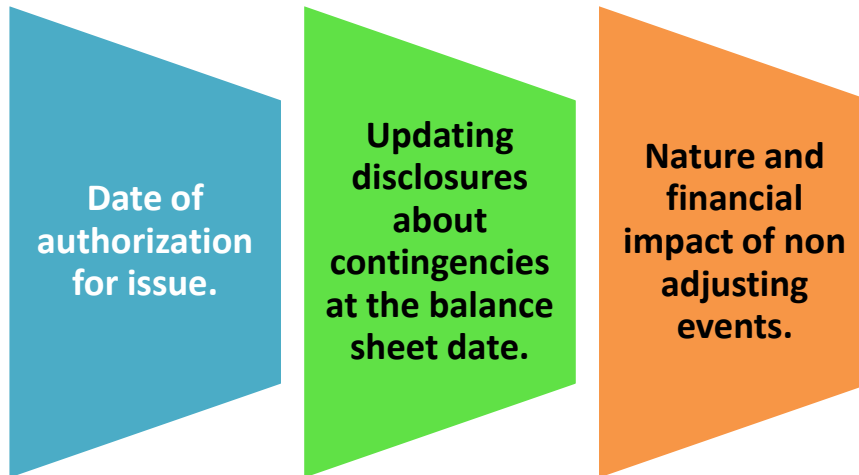 Date of
authorization
for issue.
Updating
disclosures
about
contingencies
at the balance
sheet date.
Nature and
financial
impact of non
adjusting
events.